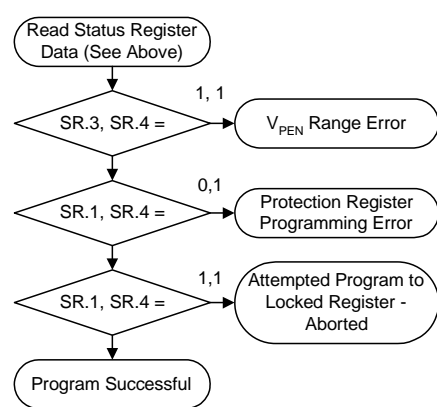 Read Status Register
Data (See Above)
1, 1
SR.3, SR.4 =
VPEN Range Error
0,1
SR.1, SR.4 =
Protection Register
Programming Error
1,1
SR.1, SR.4 =
Attempted Program to
Locked Register -
Aborted
Program Successful